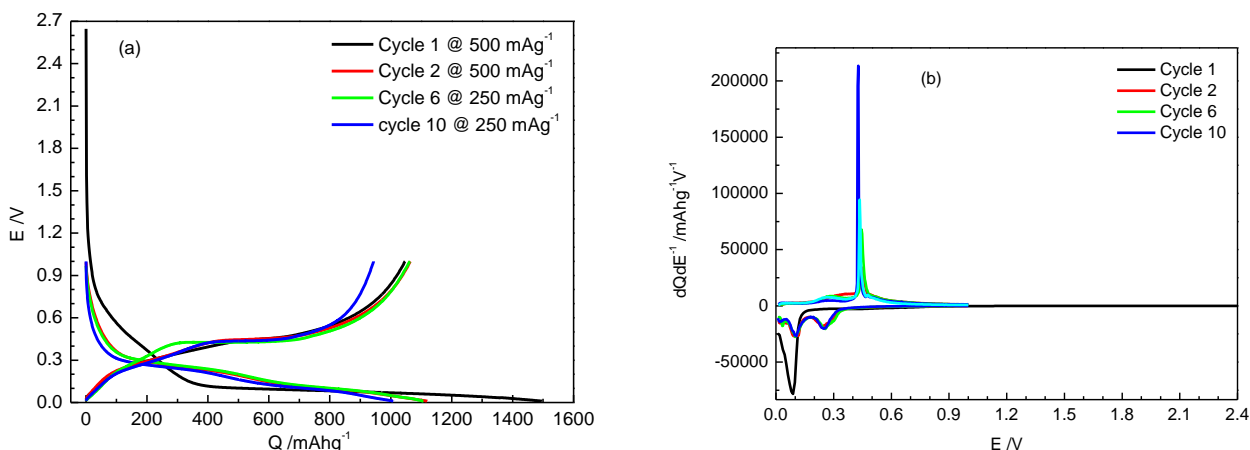 (a)
Cycle 1 @ 500 mAg⁻¹
Cycle 2 @ 500 mAg⁻¹
Cycle 6 @ 250 mAg⁻¹
cycle 10 @ 250 mAg⁻¹
E /V
2.7
2.4
2.1
1.8
1.5
1.2
0.9
0.6
0.3
0.0
0 200 400 600 800 1000 1200 1400 1600
Q /mAhg⁻¹
(b)
Cycle 1
Cycle 2
Cycle 6
Cycle 10
dQdE⁻¹ /mAhg⁻¹V⁻¹
200000
150000
100000
50000
0
-50000
0.0 0.3 0.6 0.9 1.2 1.5 1.8 2.1 2.4
E /V